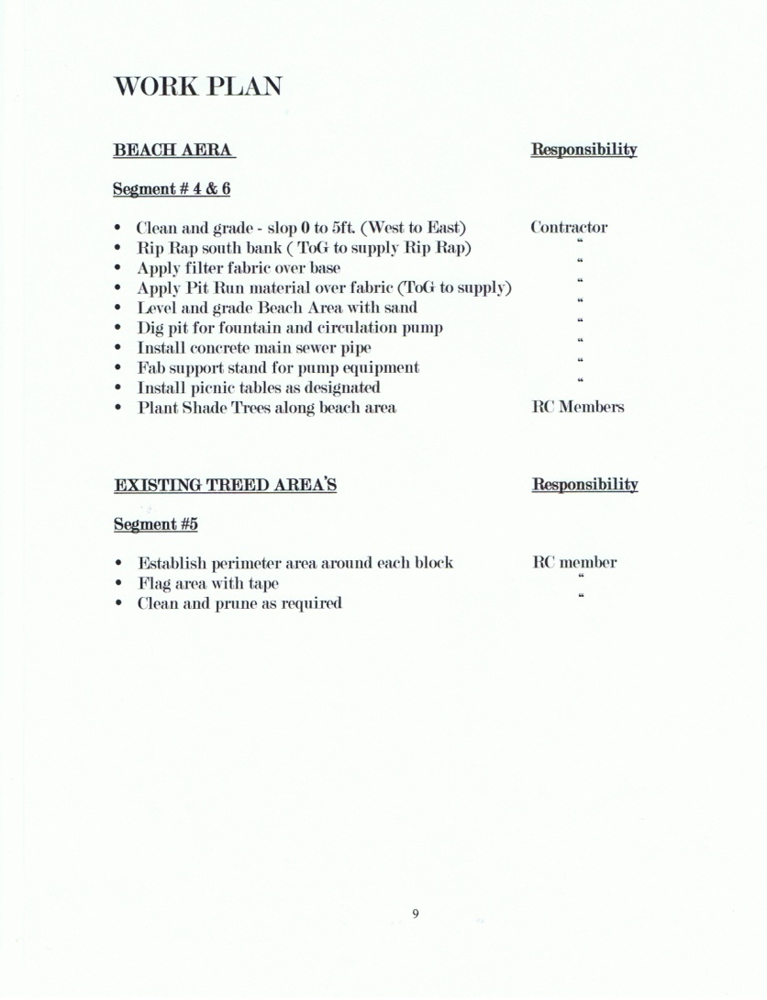 WORK PLAN
BEACH AERA Responsibility
Segment # 4 & 6
• Clean and grade - slop 0 to 5ft. (West to East) Contractor
• Rip Rap south bank ( ToG to supply Rip Rap) “
• Apply filter fabric over base “
• Apply Pit Run material over fabric (ToG to supply) “
• Level and grade Beach Area with sand “
• Dig pit for fountain and circulation pump “
• Install concrete main sewer pipe “
• Fab support stand for pump equipment “
• Install picnic tables as designated “
• Plant Shade Trees along beach area RC Members
EXISTING TREED AREA'S Responsibility
Segment #5
• Establish perimeter area around each block RC member
• Flag area with tape “
• Clean and prune as required “
9